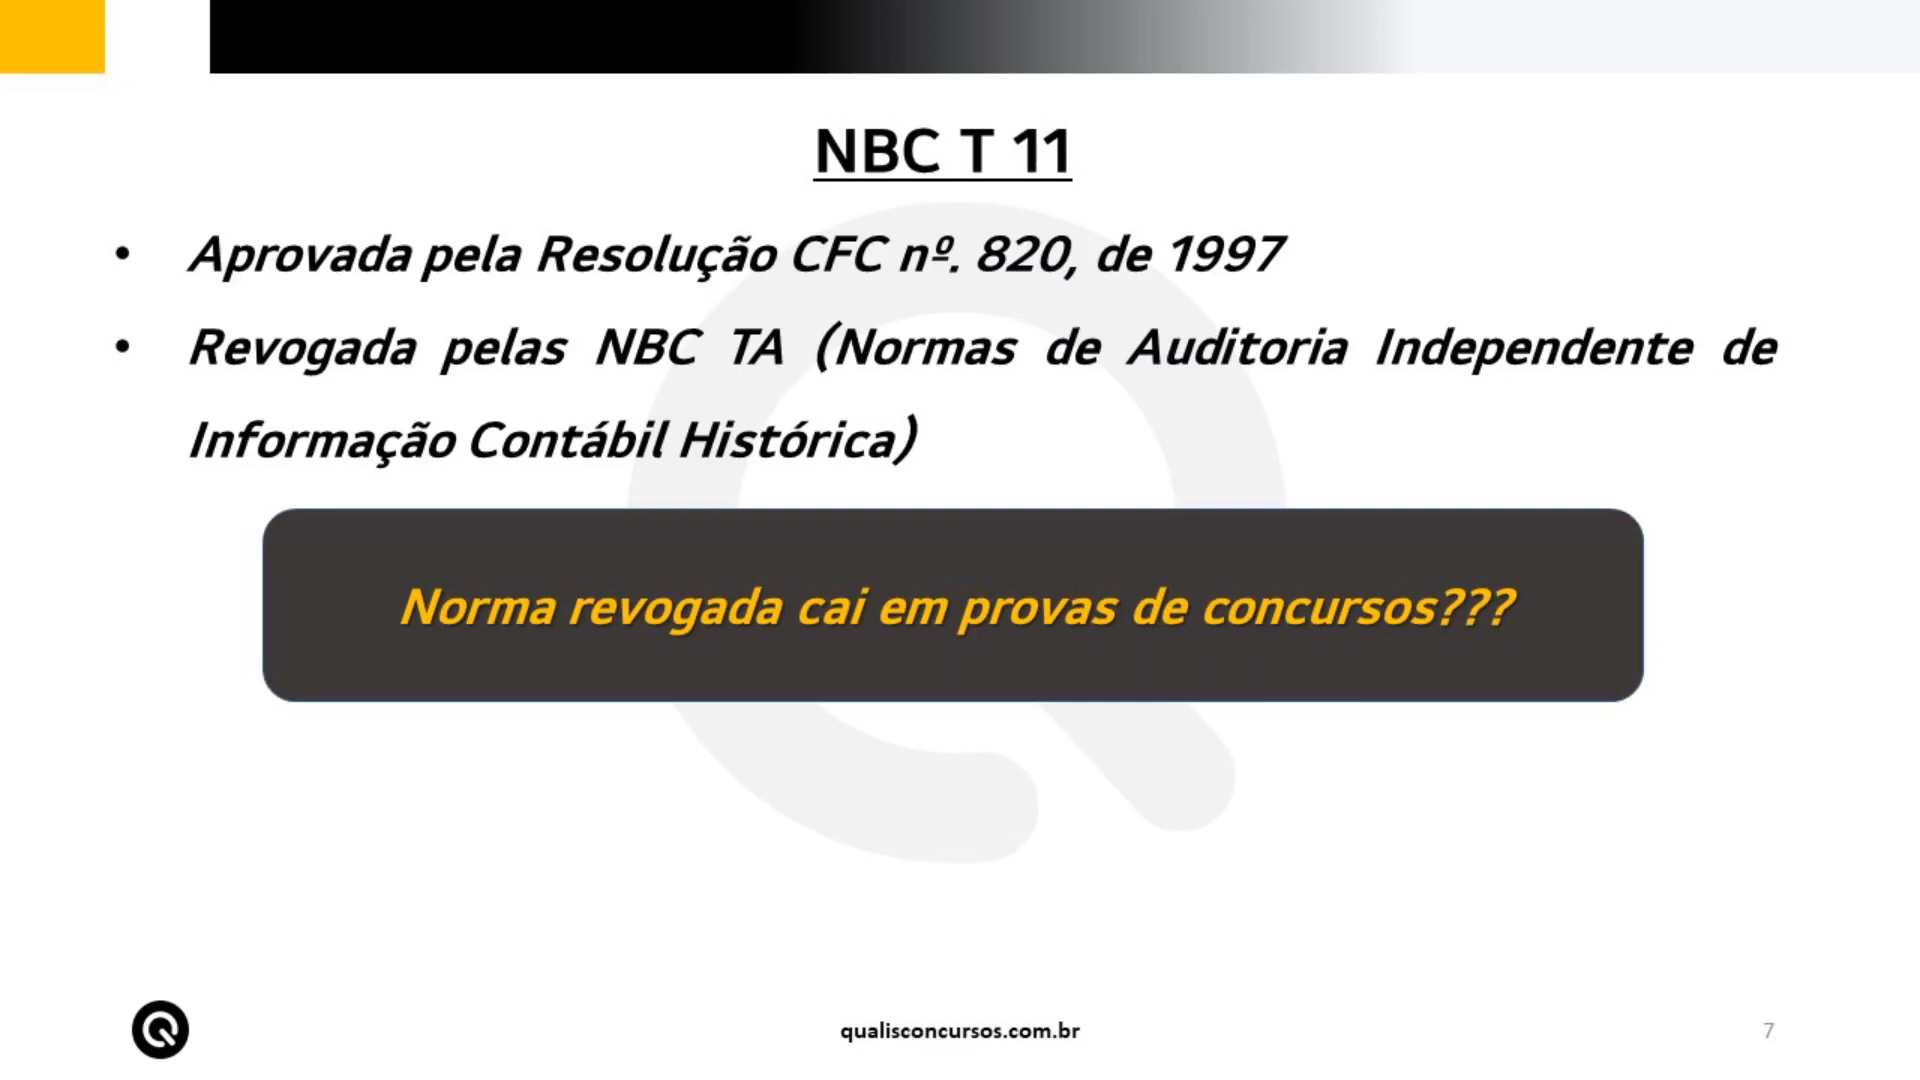 NBC T 11
• Aprovada pela Resolução CFC nº. 820, de 1997
• Revogada pelas NBC TA (Normas de Auditoria Independente de
Informação Contábil Histórica)
Norma revogada cai em provas de concursos???
qualisconcursos.com.br
7